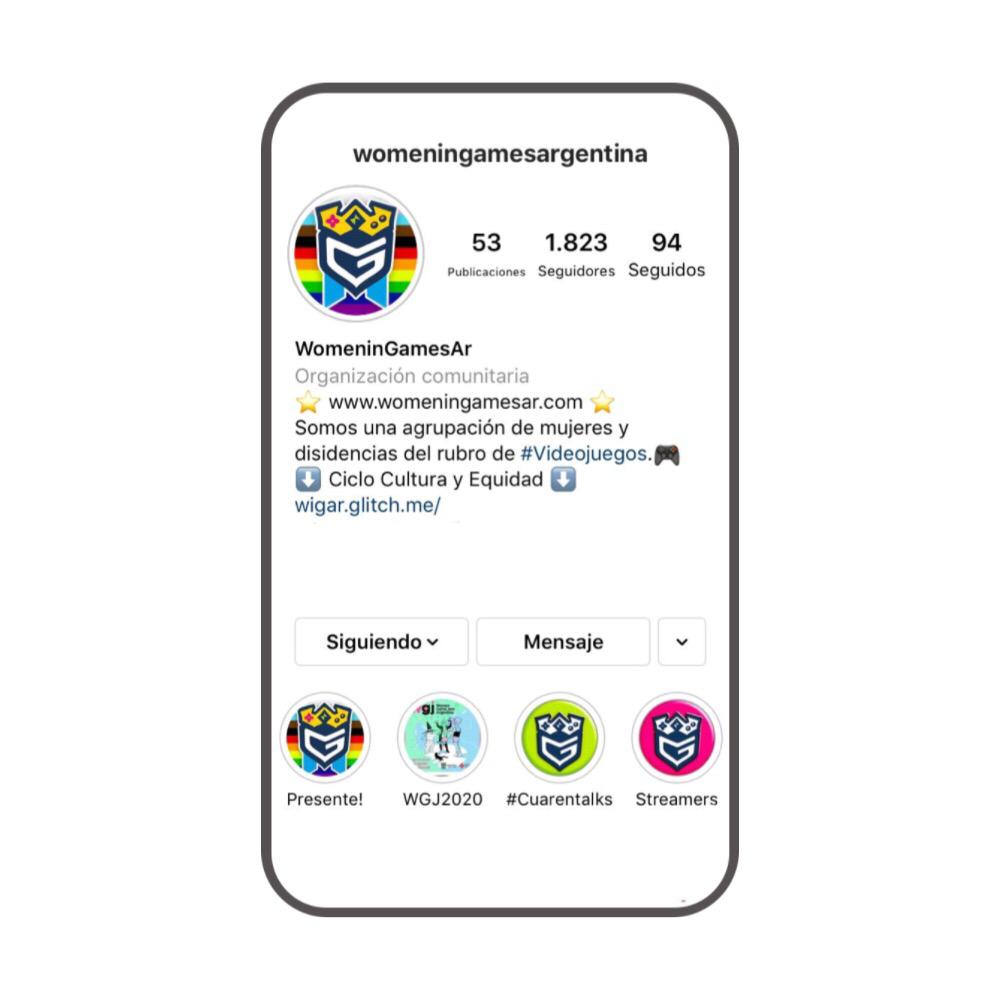 womeningamesargentina
53 1.823 94
Publicaciones Seguidores Seguidos
WomeninGamesAr
Organización comunitaria
⭐ www.womeningamesar.com ⭐
Somos una agrupación de mujeres y
disidencias del rubro de #Videojuegos.🎮
⬇️ Ciclo Cultura y Equidad ⬇️
wigar.glitch.me/
Siguiendo Mensaje
gj
Presente! WGJ2020 #Cuarentalks Streamers